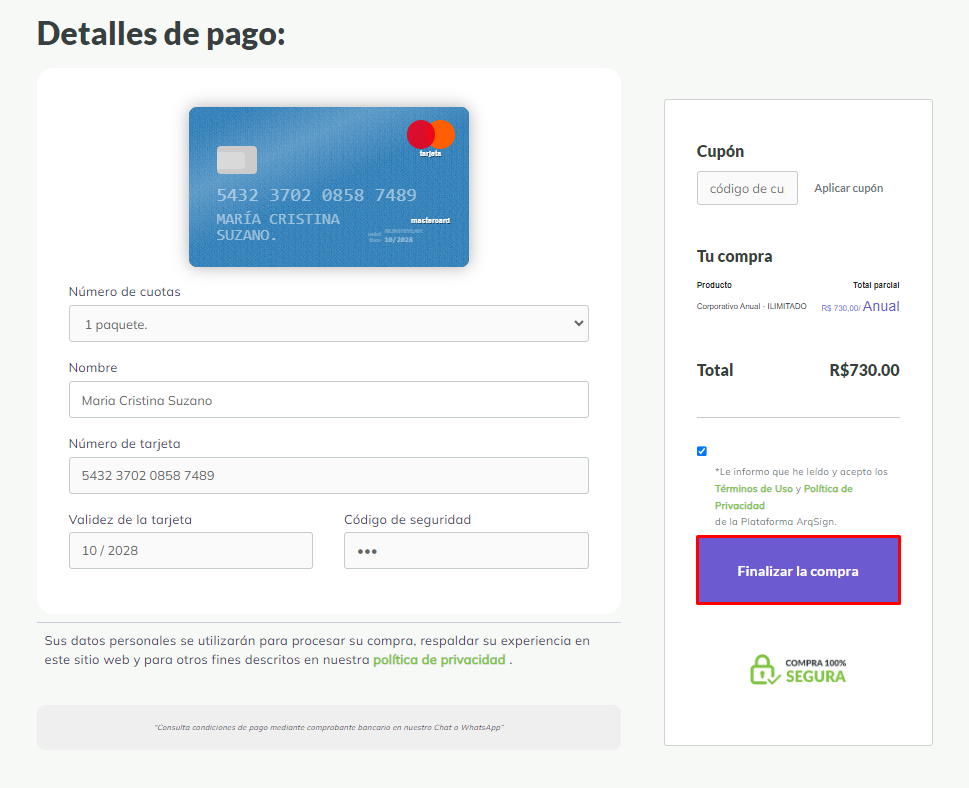 Detalles de pago:
tarjeta
5432 3702 0858 7489
MARÍA CRISTINA
SUZANO.
mastercard
10/2028
Número de cuotas
1 paquete.
Nombre
Maria Cristina Suzano
Número de tarjeta
5432 3702 0858 7489
Validez de la tarjeta
Código de seguridad
10 / 2028
•••
Sus datos personales se utilizarán para procesar su compra, respaldar su experiencia en
este sitio web y para otros fines descritos en nuestra política de privacidad .
"Consulta condiciones de pago mediante comprobante bancario en nuestro Chat o WhatsApp"
Cupón
código de cu
Aplicar cupón
Tu compra
Producto Total parcial
Corporativo Anual - ILIMITADO R$ 730,00/ Anual
Total R$730.00
*Le informo que he leído y acepto los
Términos de Uso y Política de
Privacidad
de la Plataforma ArqSign.
Finalizar la compra
COMPRA 100%
SEGURA